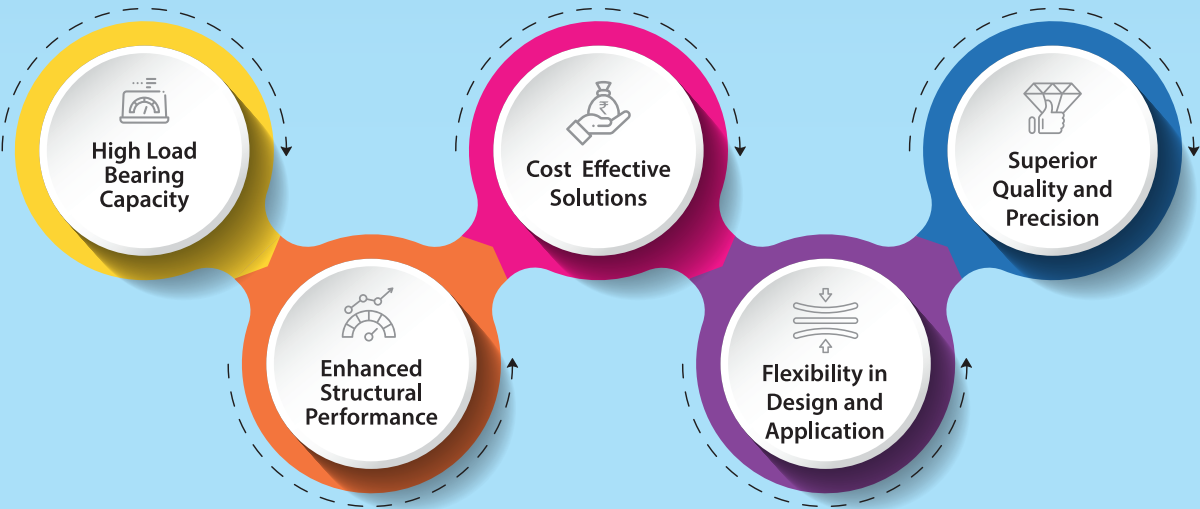 High Load
Bearing
Capacity
Enhanced
Structural
Performance
₹
Cost Effective
Solutions
Flexibility in
Design and
Application
Superior
Quality and
Precision